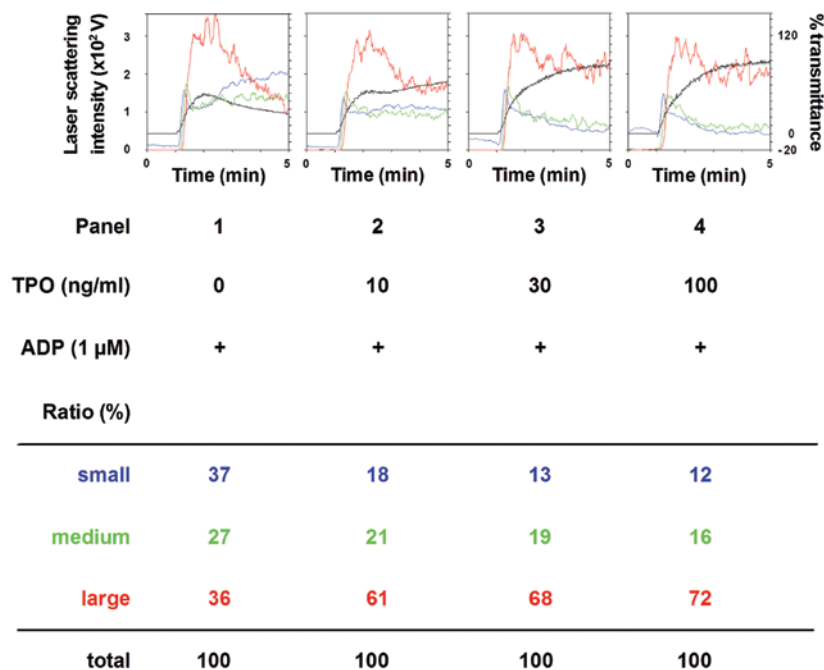 Laser scattering
intensity (x10² V)
3
2
1
0
0 5
Time (min)
0 5
Time (min)
0 5
Time (min)
0 5
Time (min)
120
0
-20
% transmittance
Panel 1 2 3 4
TPO (ng/ml) 0 10 30 100
ADP (1 µM) + + + +
Ratio (%)
small 37 18 13 12
medium 27 21 19 16
large 36 61 68 72
total 100 100 100 100